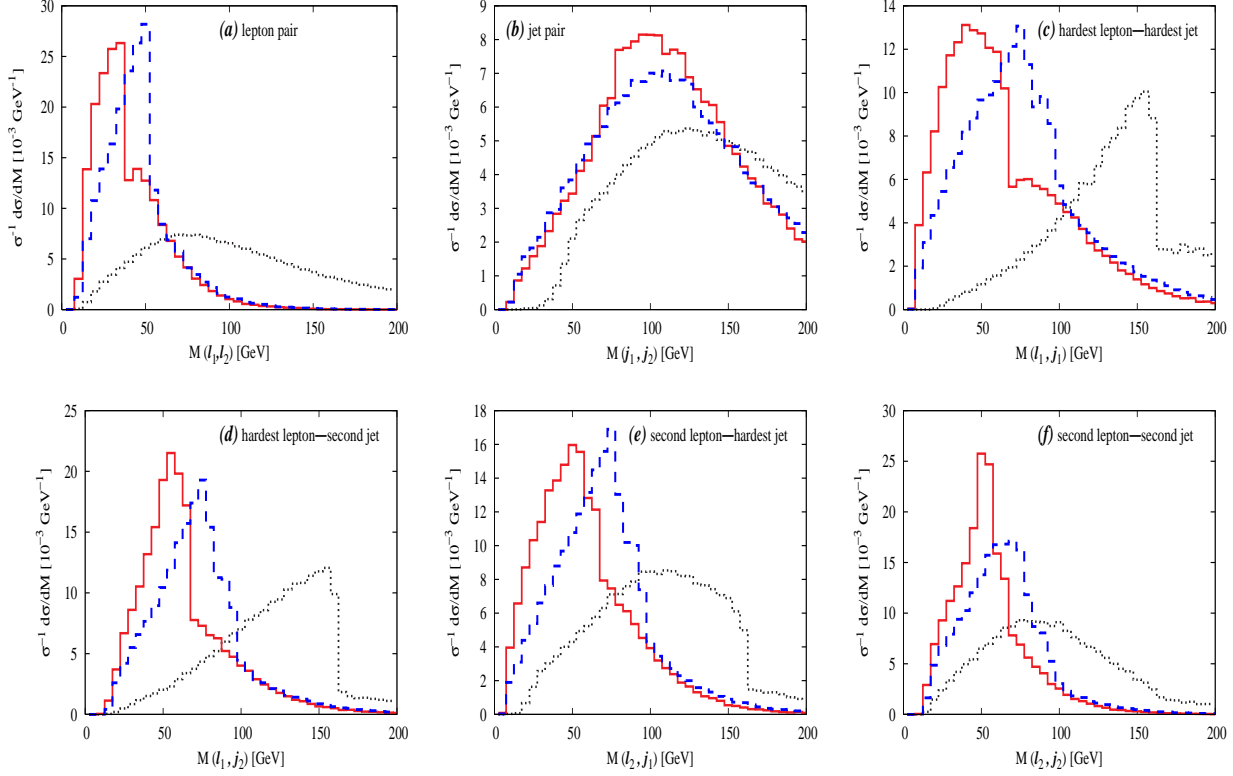 (a) lepton pair
σ⁻¹ dσ/dM [10⁻³ GeV⁻¹]
30
25
20
15
10
5
0
0 50 100 150 200
M (l₁,l₂) [GeV]
(b) jet pair
σ⁻¹ dσ/dM [10⁻³ GeV⁻¹]
9
8
7
6
5
4
3
2
1
0
0 50 100 150 200
M (j₁, j₂) [GeV]
(c) hardest lepton—hardest jet
σ⁻¹ dσ/dM [10⁻³ GeV⁻¹]
14
12
10
8
6
4
2
0
0 50 100 150 200
M (l₁, j₁) [GeV]
(d) hardest lepton—second jet
σ⁻¹ dσ/dM [10⁻³ GeV⁻¹]
25
20
15
10
5
0
0 50 100 150 200
M (l₁, j₂) [GeV]
(e) second lepton—hardest jet
σ⁻¹ dσ/dM [10⁻³ GeV⁻¹]
18
16
14
12
10
8
6
4
2
0
0 50 100 150 200
M (l₂, j₁) [GeV]
(f) second lepton—second jet
σ⁻¹ dσ/dM [10⁻³ GeV⁻¹]
30
25
20
15
10
5
0
0 50 100 150 200
M (l₂, j₂) [GeV]